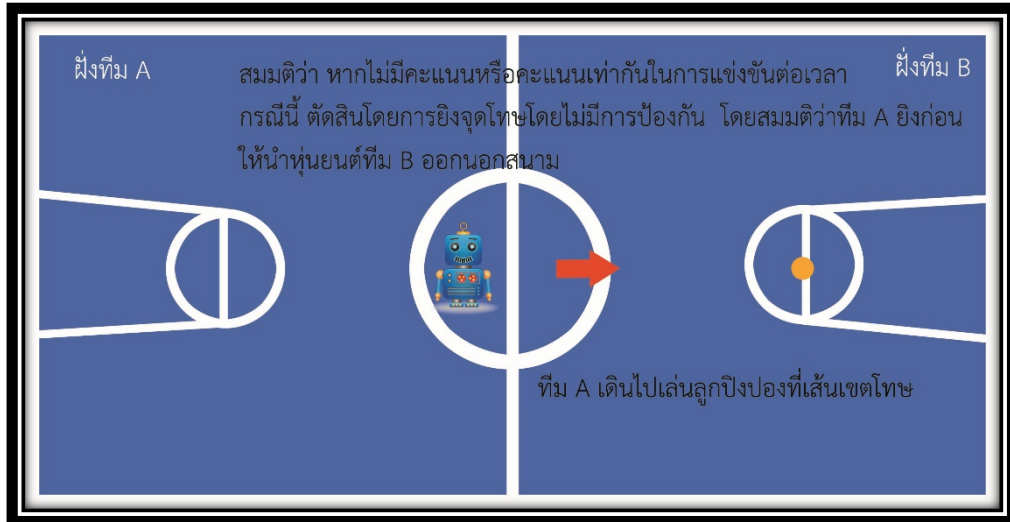 ฝั่งทีม A
ฝั่งทีม B
สมมติว่า หากไม่มีคะแนนหรือคะแนนเท่ากันในการแข่งขันต่อเวลา
กรณีนี้ ตัดสินโดยการยิงจุดโทษโดยไม่มีการป้องกัน โดยสมมติว่าทีม A ยิงก่อน
ให้นำหุ่นยนต์ทีม B ออกนอกสนาม
ทีม A เดินไปเล่นลูกปิงปองที่เส้นเขตโทษ